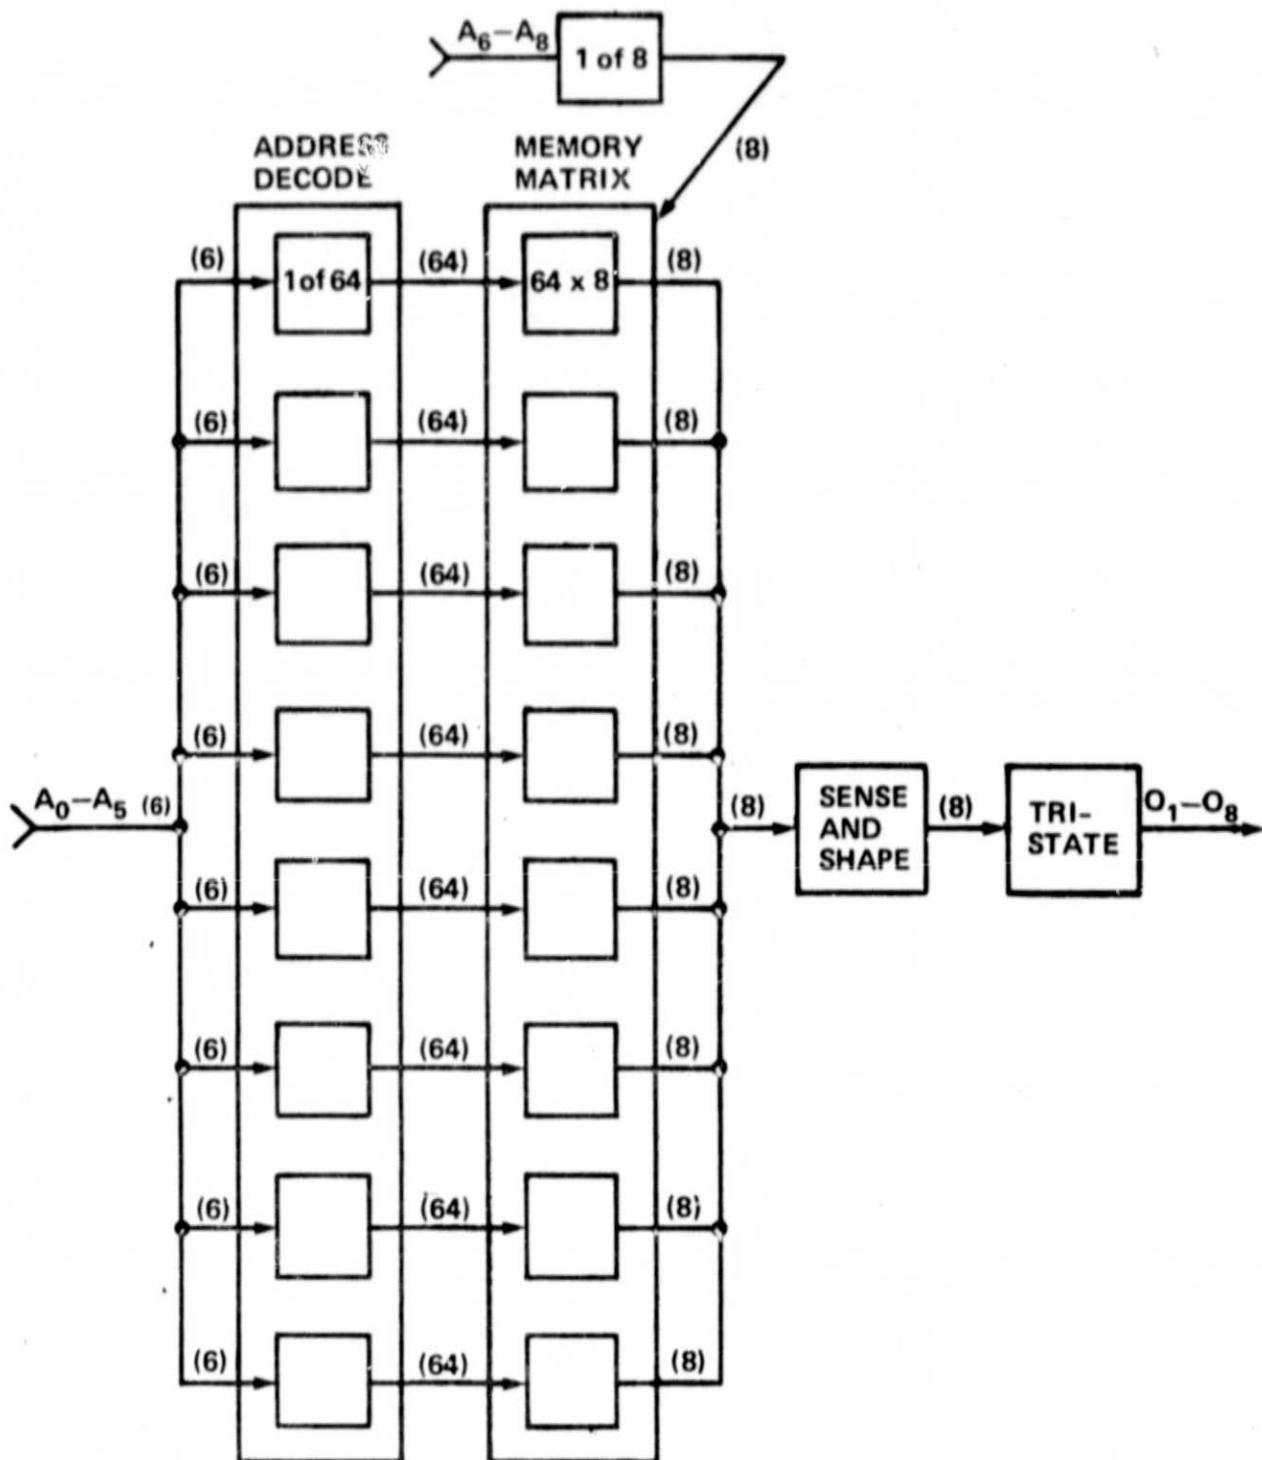 A6–A8
1 of 8
(8)
ADDRESS
DECODE
MEMORY
MATRIX
(6) 1 of 64 (64) 64 x 8 (8)
(6) (64) (8)
(6) (64) (8)
(6) (64) (8)
A0–A5 (6)
(8) SENSE AND SHAPE (8) TRI-STATE O1–O8
(6) (64) (8)
(6) (64) (8)
(6) (64) (8)
(6) (64) (8)